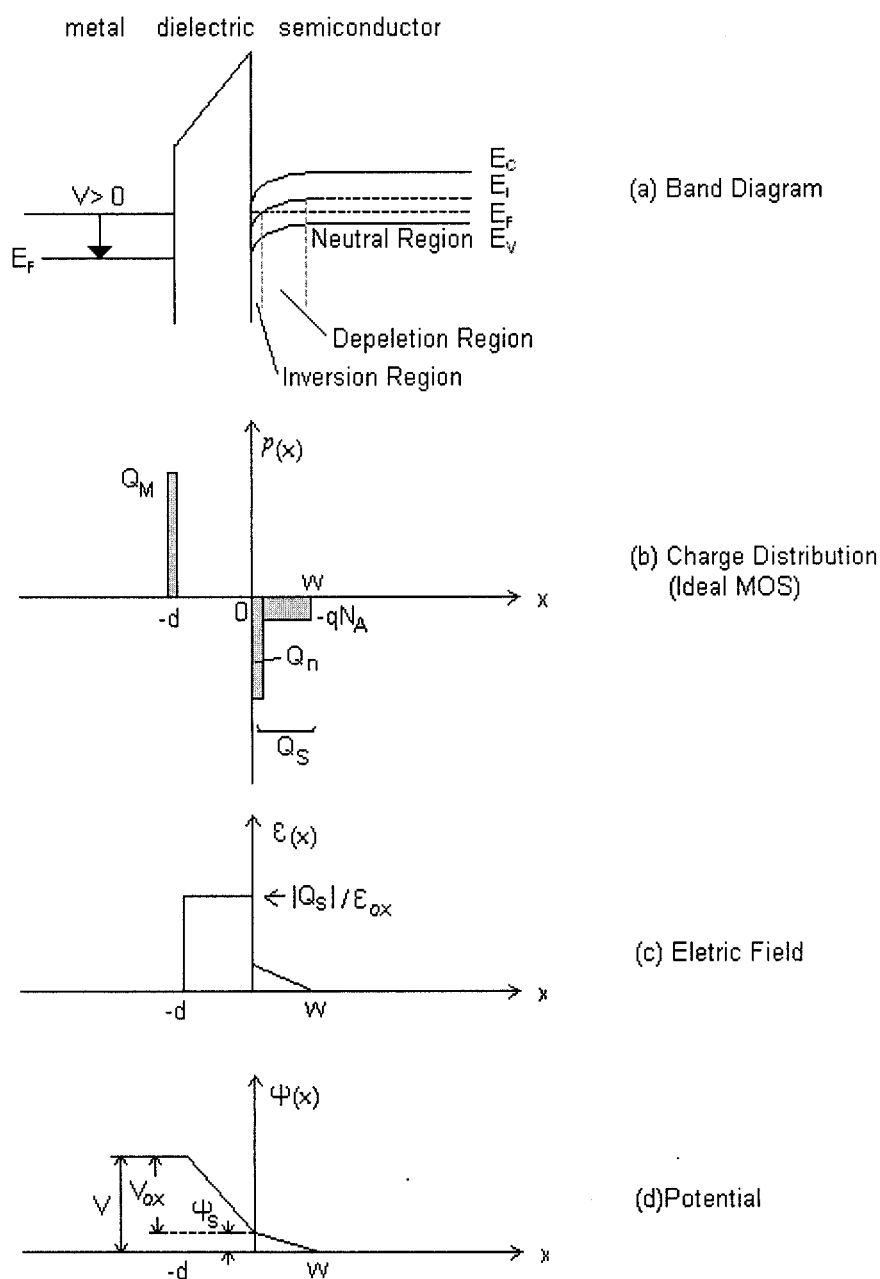 metal dielectric semiconductor
V> 0
E_F
E_C
E_I
E_F
E_V
Neutral Region
Depeletion Region
Inversion Region
(a) Band Diagram
ρ(x)
Q_M
W
x
-d
0
-qN_A
Q_n
Q_S
(b) Charge Distribution
(Ideal MOS)
ε(x)
|Q_S| / ε_ox
-d
W
x
(c) Eletric Field
ψ(x)
V
V_ox
ψ_s
-d
W
x
(d)Potential